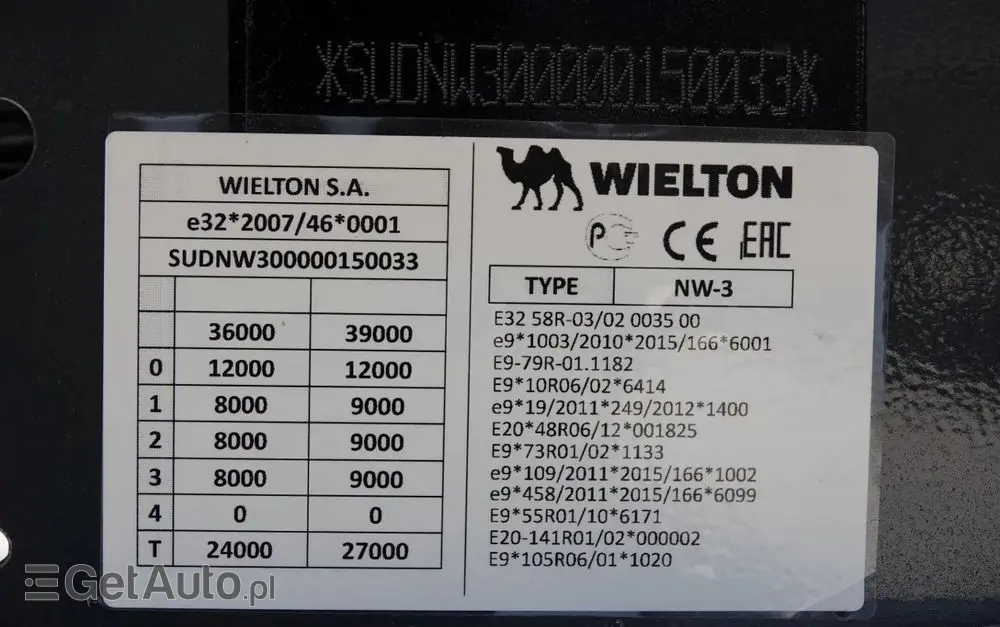 *SUDNW300000150033*
WIELTON S.A.
e32*2007/46*0001
SUDNW300000150033
36000 39000
0 12000 12000
1 8000 9000
2 8000 9000
3 8000 9000
4 0 0
T 24000 27000
WIELTON
PC CE EAC
TYPE NW-3
E32 58R-03/02 0035 00
e9*1003/2010*2015/166*6001
E9-79R-01.1182
E9*10R06/02*6414
e9*19/2011*249/2012*1400
E20*48R06/12*001825
E9*73R01/02*1133
e9*109/2011*2015/166*1002
e9*458/2011*2015/166*6099
E9*55R01/10*6171
E20-141R01/02*000002
E9*105R06/01*1020
GetAuto.pl